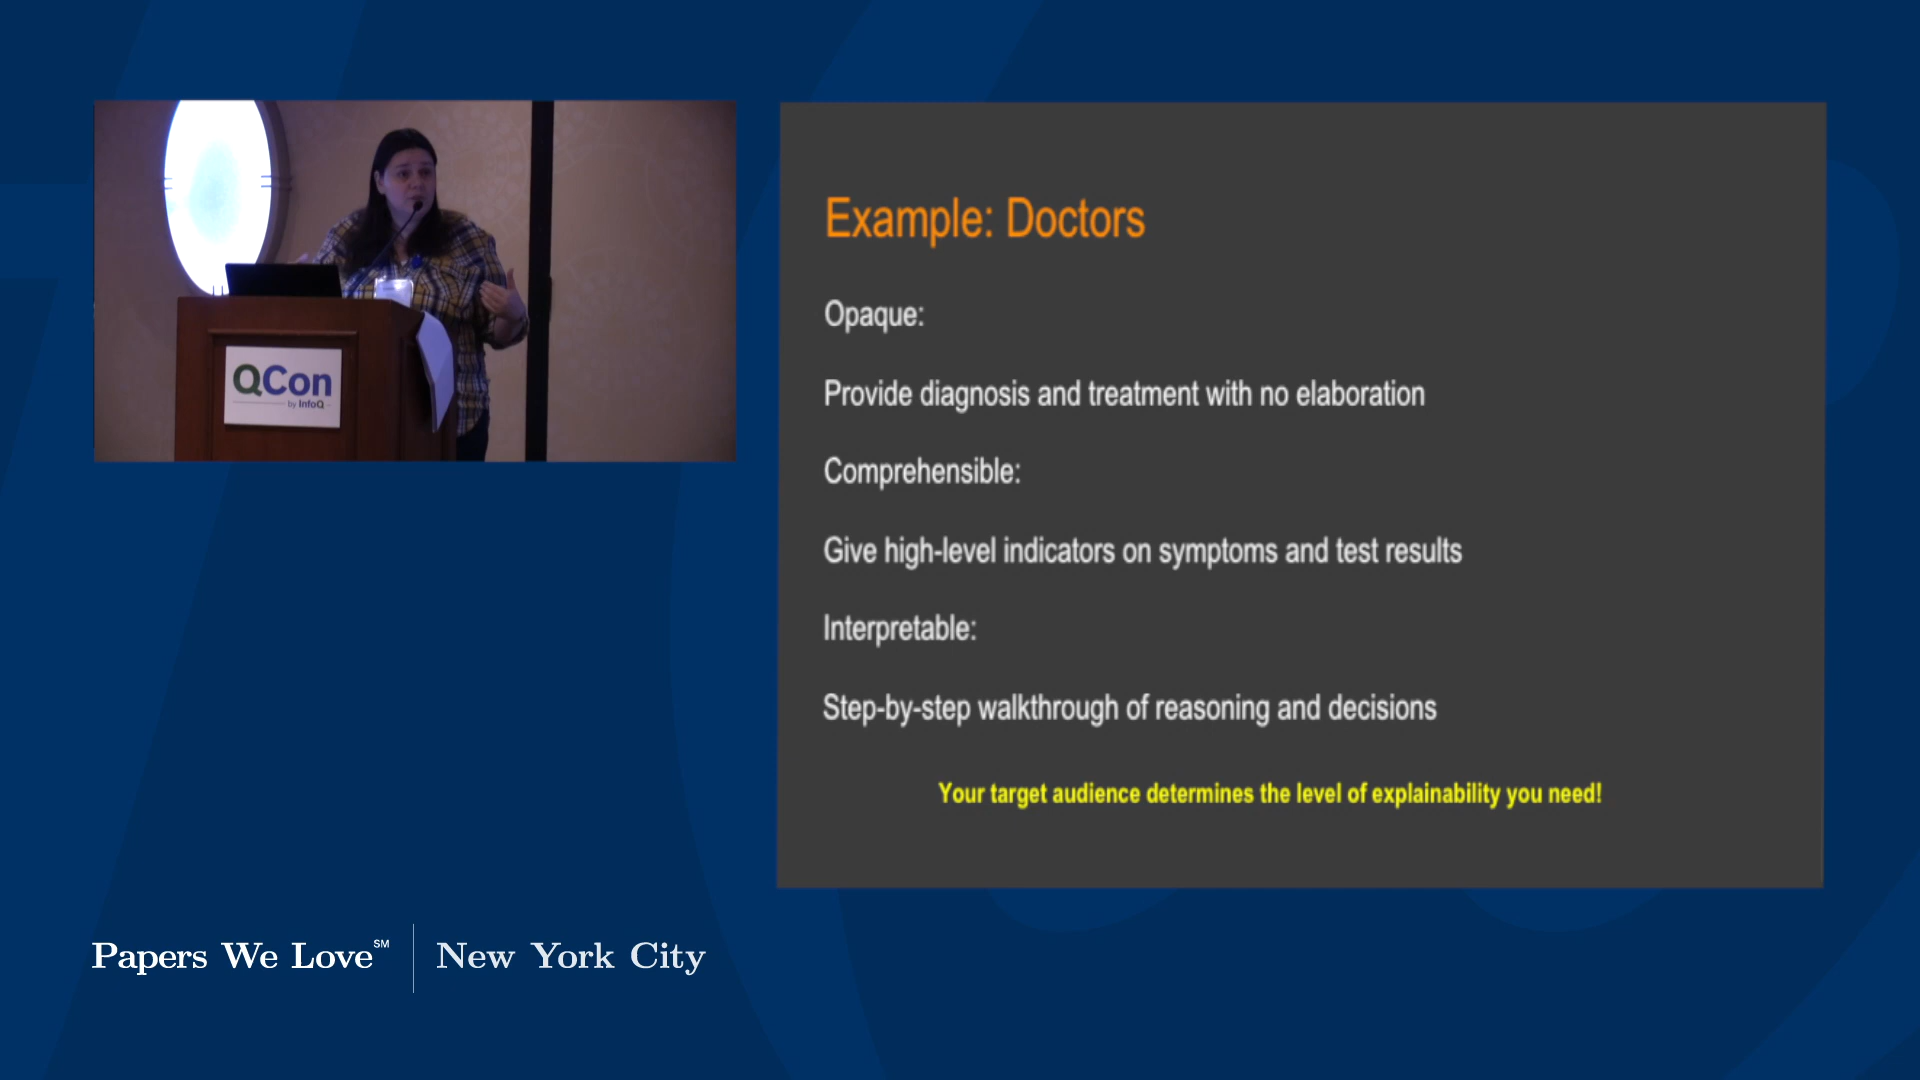 QCon
by InfoQ
Example: Doctors
Opaque:
Provide diagnosis and treatment with no elaboration
Comprehensible:
Give high-level indicators on symptoms and test results
Interpretable:
Step-by-step walkthrough of reasoning and decisions
Your target audience determines the level of explainability you need!
Papers We Love℠ | New York City